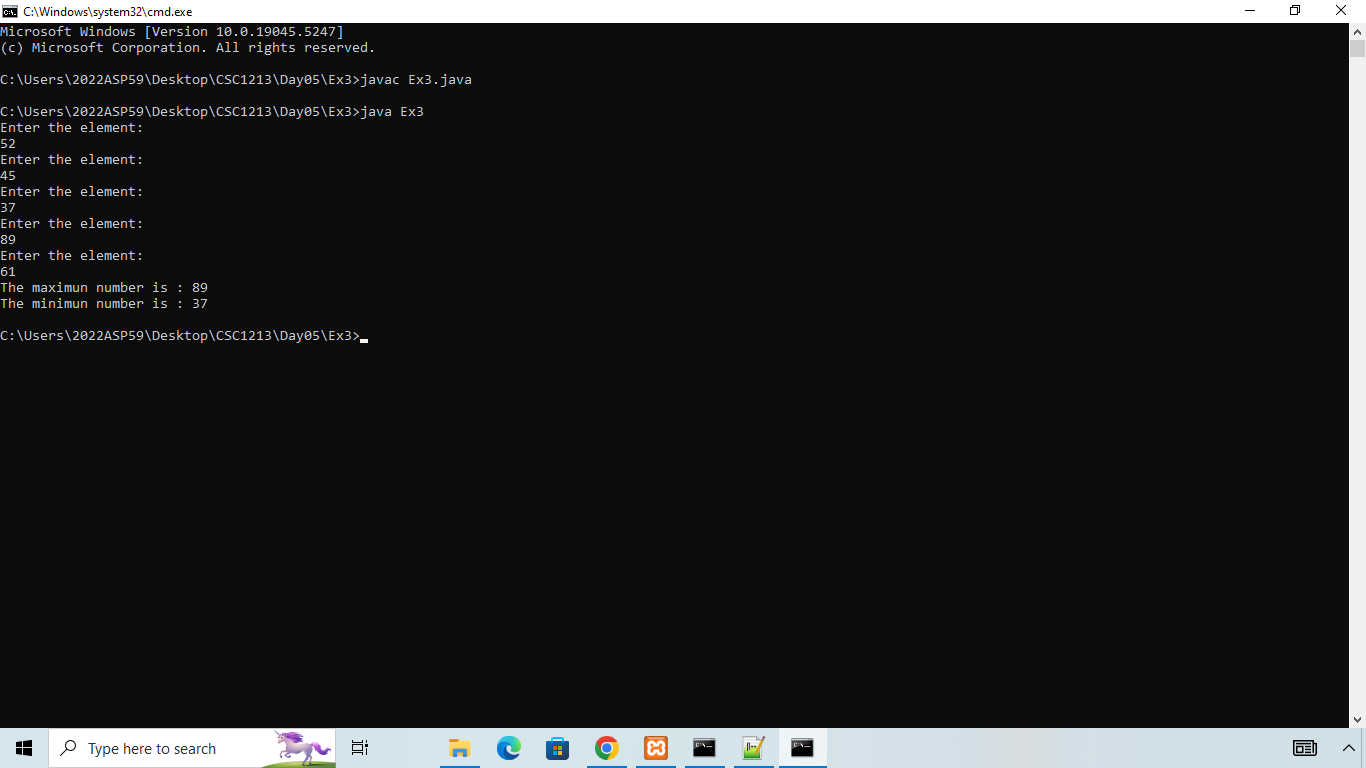 C:\Windows\system32\cmd.exe
Microsoft Windows [Version 10.0.19045.5247]
(c) Microsoft Corporation. All rights reserved.
C:\Users\2022ASP59\Desktop\CSC1213\Day05\Ex3>javac Ex3.java
C:\Users\2022ASP59\Desktop\CSC1213\Day05\Ex3>java Ex3
Enter the element:
52
Enter the element:
45
Enter the element:
37
Enter the element:
89
Enter the element:
61
The maximun number is : 89
The minimun number is : 37
C:\Users\2022ASP59\Desktop\CSC1213\Day05\Ex3>
Type here to search